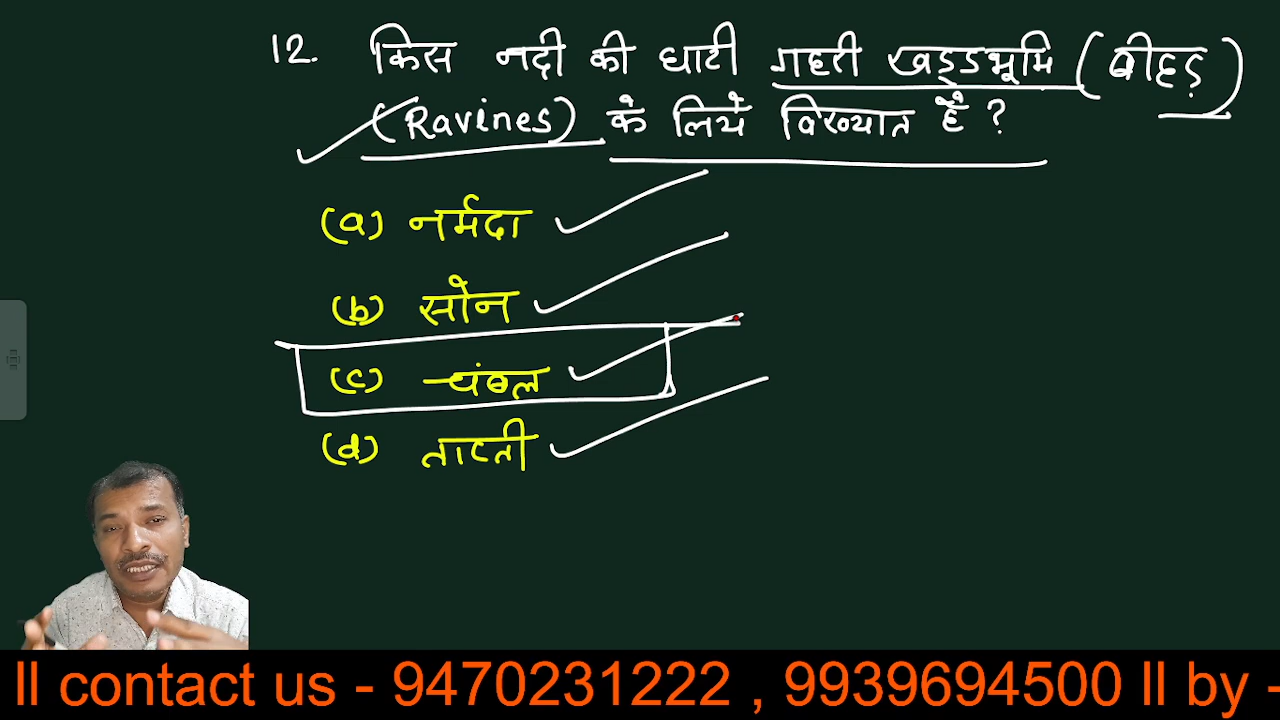 12. किस नदी की घाटी गहरी खड्डभूमि (बीहड़)
(Ravines) के लिये विख्यात है ?
(a) नर्मदा
(b) सोन
(c) चंबल
(d) ताप्ती
ll contact us - 9470231222 , 9939694500 ll by -